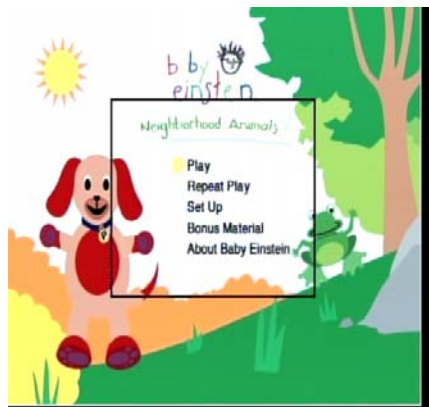 baby
einstein
Neighborhood Animals
Play
Repeat Play
Set Up
Bonus Material
About Baby Einstein